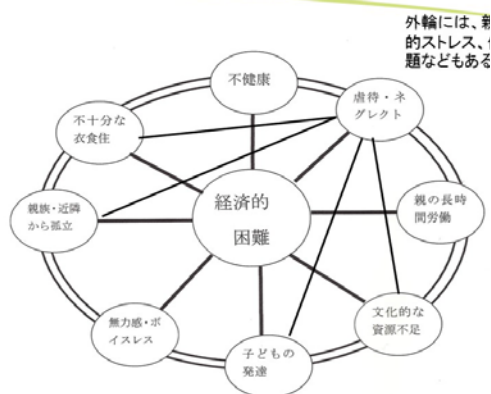 外輪には、親
的ストレス、
題などもある
不健康
虐待・ネ
グレクト
不十分な
衣食住
経済的
困難
親族・近隣
から孤立
親の長時
間労働
無力感・ボ
イスレス
子どもの
発達
文化的な
資源不足